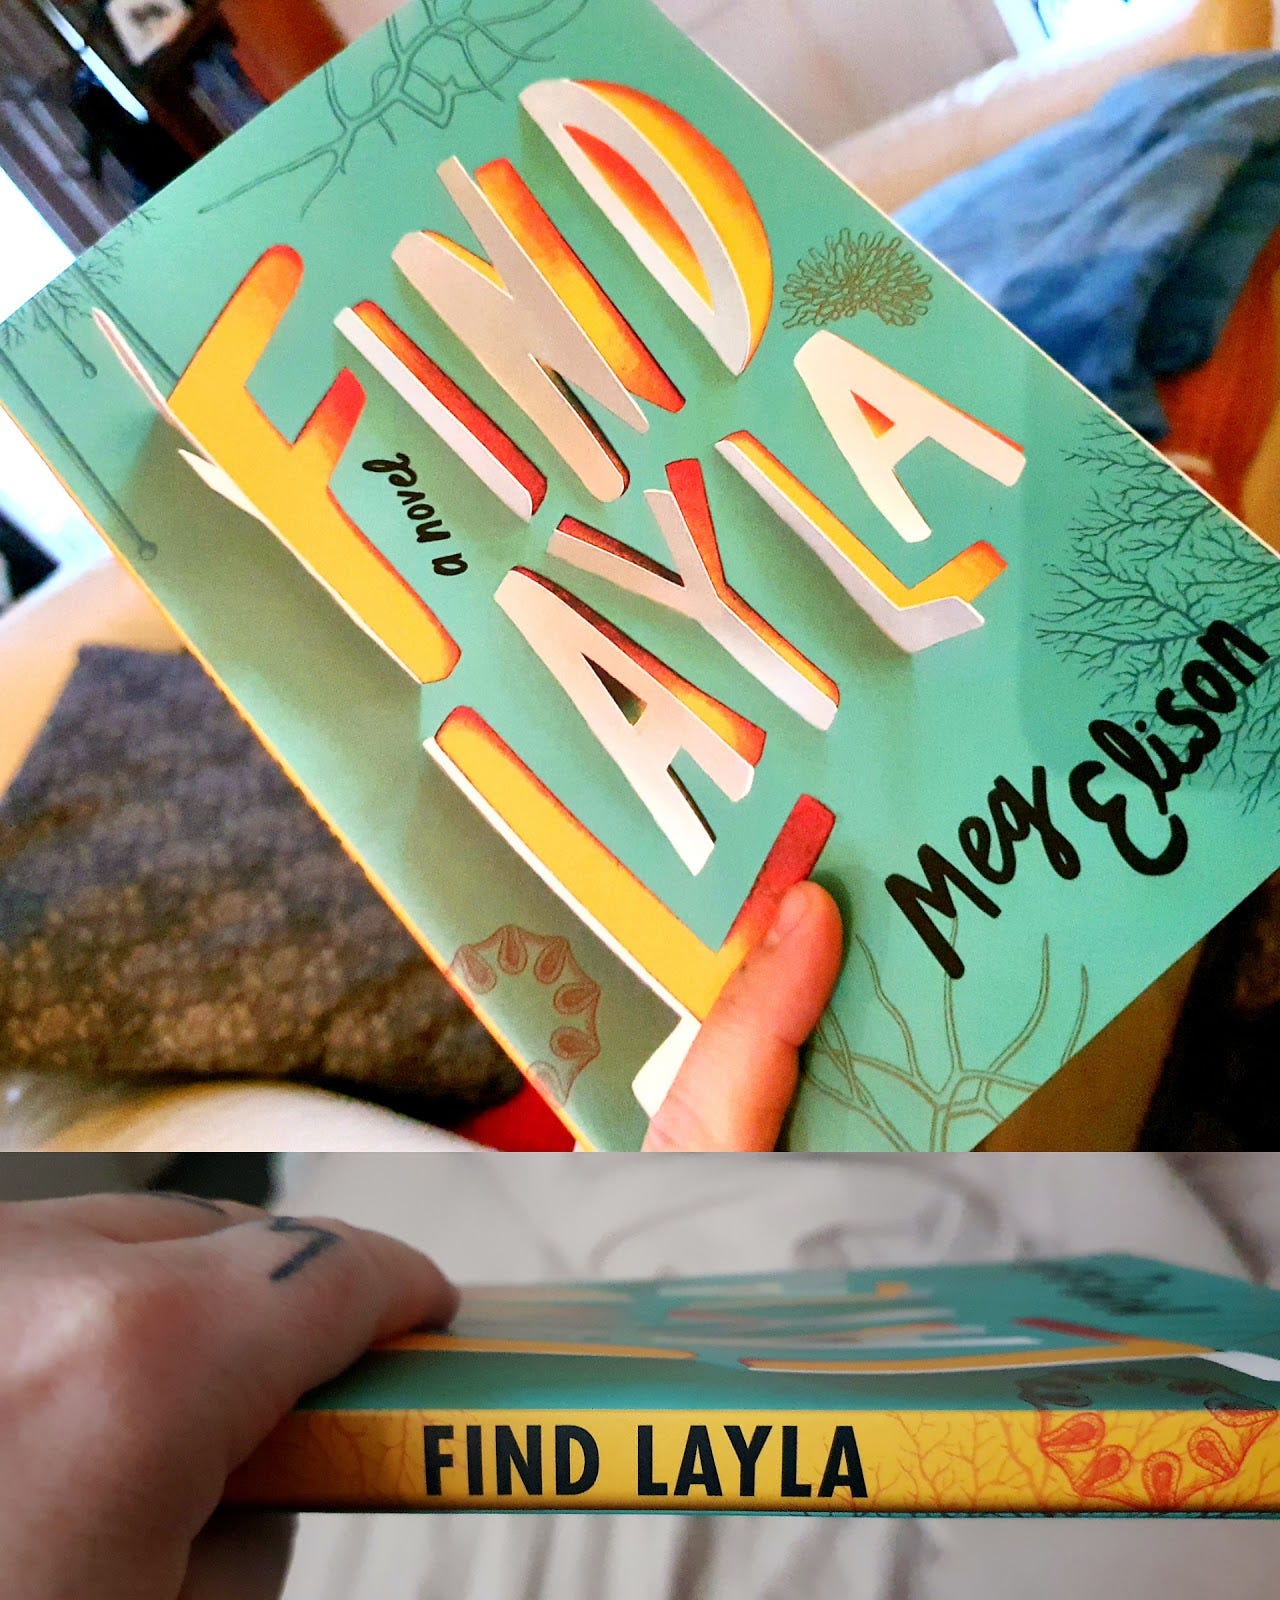 FIND
LAYLA
a novel
Meg Elison
FIND LAYLA